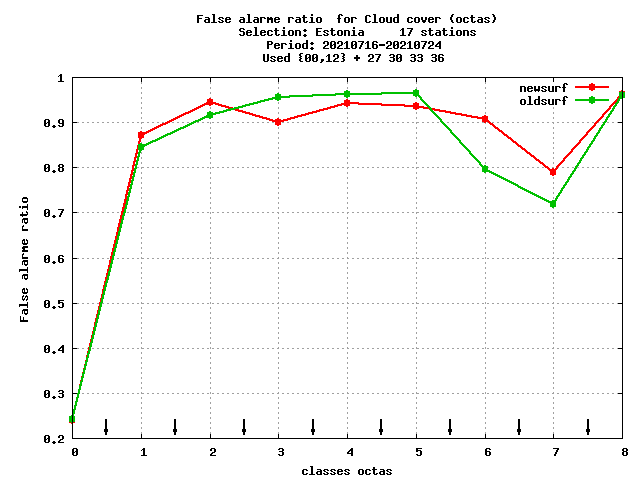 False alarme ratio  for Cloud cover (octas)
Selection: Estonia     17 stations
Period: 20210716-20210724
Used {00,12} + 27 30 33 36
newsurf
oldsurf
1
0.9
0.8
0.7
0.6
0.5
0.4
0.3
0.2
False alarme ratio
0 1 2 3 4 5 6 7 8
classes octas